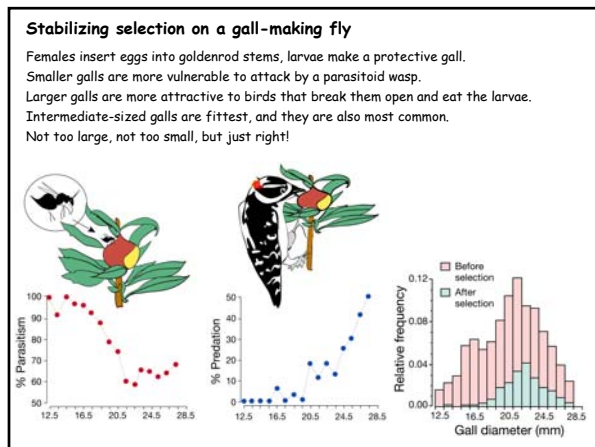 Stabilizing selection on a gall-making fly
Females insert eggs into goldenrod stems, larvae make a protective gall.
Smaller galls are more vulnerable to attack by a parasitoid wasp.
Larger galls are more attractive to birds that break them open and eat the larvae.
Intermediate-sized galls are fittest, and they are also most common.
Not too large, not too small, but just right!
% Parasitism
100
90
80
70
60
50
12.5 16.5 20.5 24.5 28.5
% Predation
50
40
30
20
10
0
12.5 16.5 20.5 24.5 28.5
Relative frequency
0.12
0.08
0.04
0.00
Before
selection
After
selection
12.5 16.5 20.5 24.5 28.5
Gall diameter (mm)